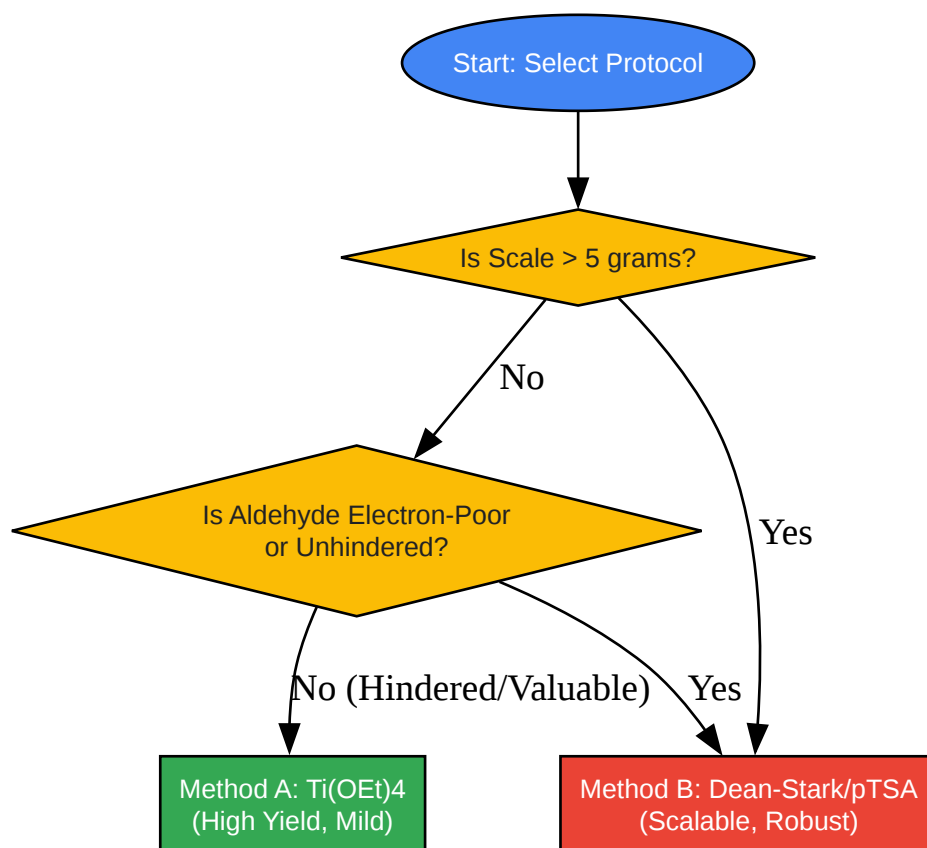 Start: Select Protocol
Is Scale > 5 grams?
No
Is Aldehyde Electron-Poor
or Unhindered?
Yes
No (Hindered/Valuable)
Yes
Method A: Ti(OEt)4
(High Yield, Mild)
Method B: Dean-Stark/pTSA
(Scalable, Robust)